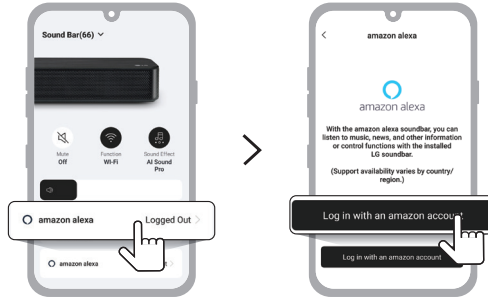 Sound Bar(66)
Mute
Off
Function
Wi-Fi
Sound Effect
AI Sound
Pro
amazon alexa Logged Out >
amazon alexa
<
amazon alexa
amazon alexa
With the amazon alexa soundbar, you can
listen to music, news, and other information
or control functions with the installed
LG soundbar.
(Support availability varies by country/
region.)
Log in with an amazon account
Log in with an amazon account